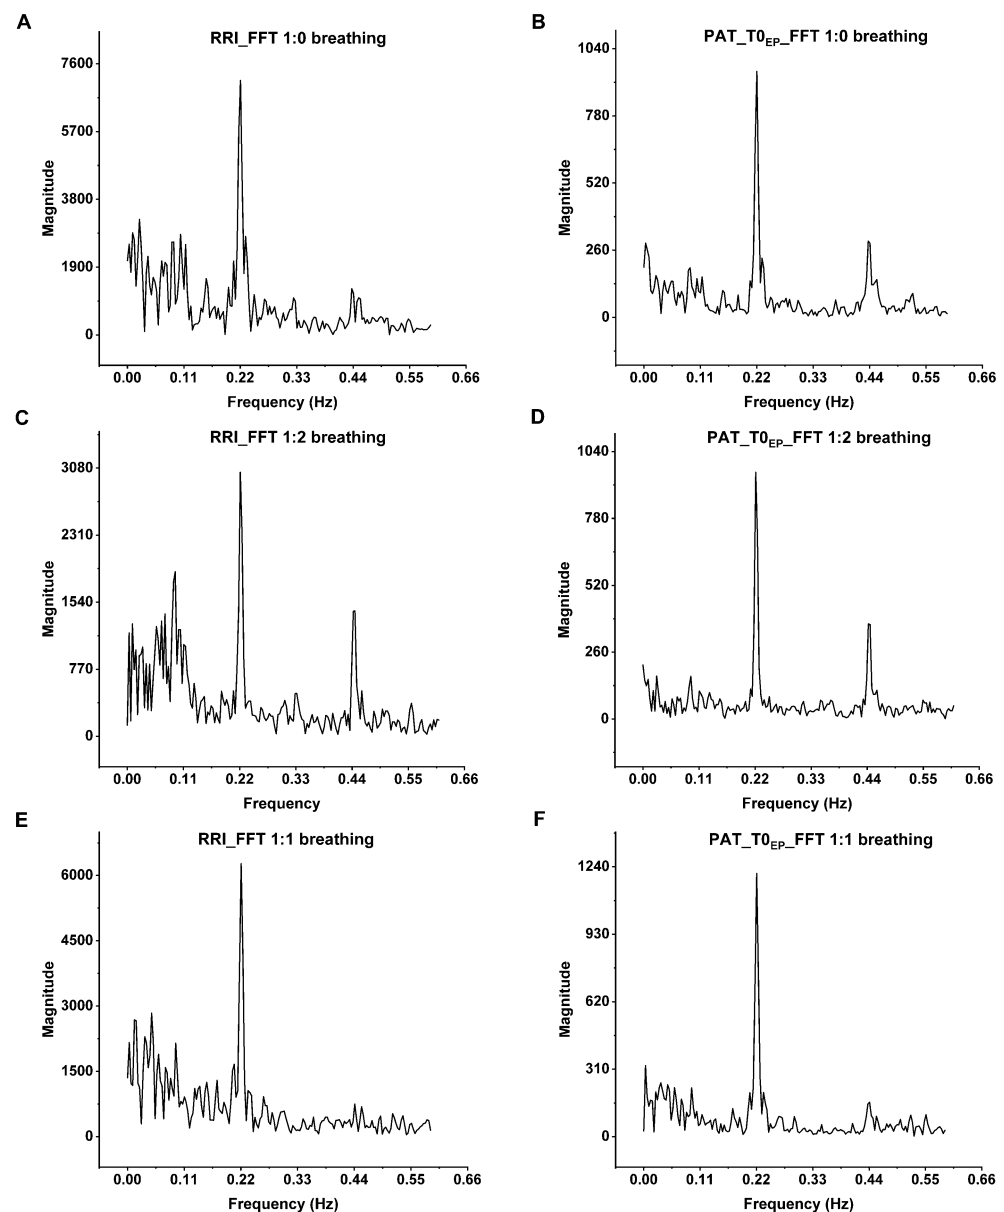 A
RRI_FFT 1:0 breathing
Magnitude
7600
5700
3800
1900
0
0.00 0.11 0.22 0.33 0.44 0.55 0.66
Frequency (Hz)
B
PAT_T0EP_FFT 1:0 breathing
Magnitude
1040
780
520
260
0
0.00 0.11 0.22 0.33 0.44 0.55 0.66
Frequency (Hz)
C
RRI_FFT 1:2 breathing
Magnitude
3080
2310
1540
770
0
0.00 0.11 0.22 0.33 0.44 0.55 0.66
Frequency
D
PAT_T0EP_FFT 1:2 breathing
Magnitude
1040
780
520
260
0
0.00 0.11 0.22 0.33 0.44 0.55 0.66
Frequency (Hz)
E
RRI_FFT 1:1 breathing
Magnitude
6000
4500
3000
1500
0
0.00 0.11 0.22 0.33 0.44 0.55 0.66
Frequency (Hz)
F
PAT_T0EP_FFT 1:1 breathing
Magnitude
1240
930
620
310
0
0.00 0.11 0.22 0.33 0.44 0.55 0.66
Frequency (Hz)